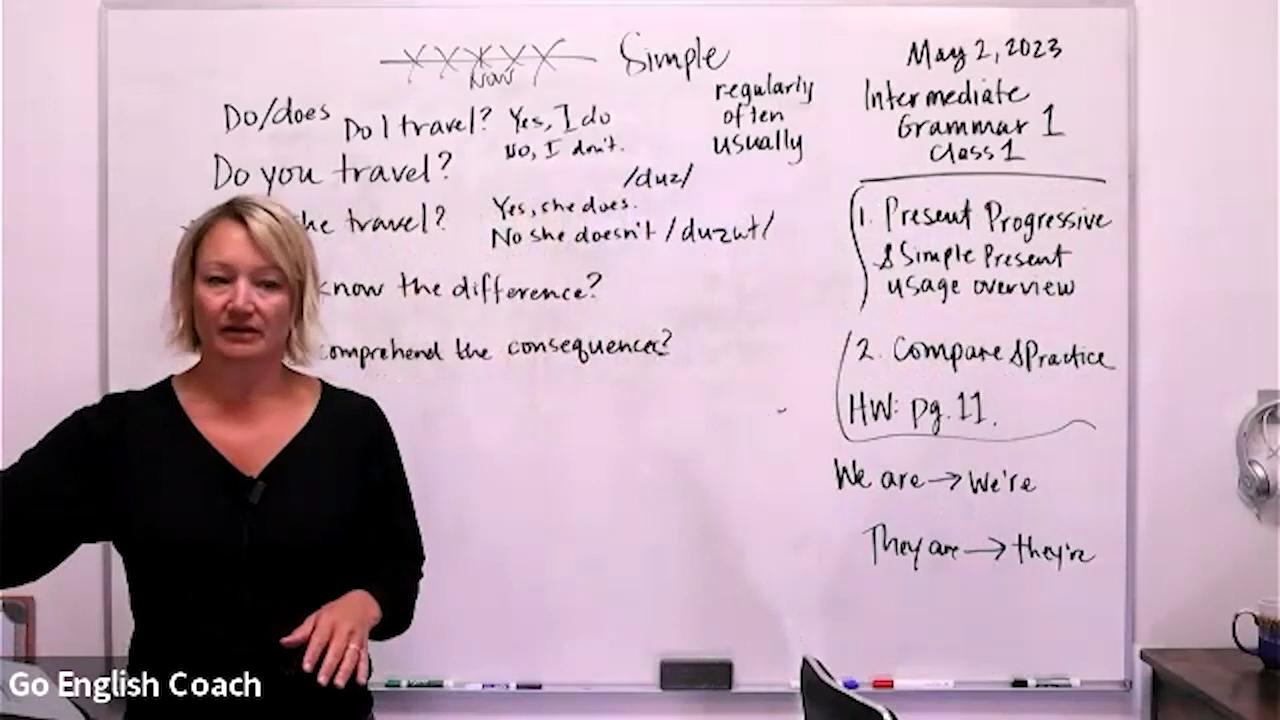 Now
Simple
regularly
often
usually
Do/does
Do I travel? Yes, I do
No, I don't.
Do you travel?
/duz/
he travel? Yes, she does.
No she doesn't /duzunt/
know the difference?
comprehend the consequences?
May 2, 2023
Intermediate
Grammar 1
Class 1
1. Present Progressive
& Simple Present
usage overview
2. Compare & Practice
HW: pg. 11.
We are → We're
They are → they're
Go English Coach